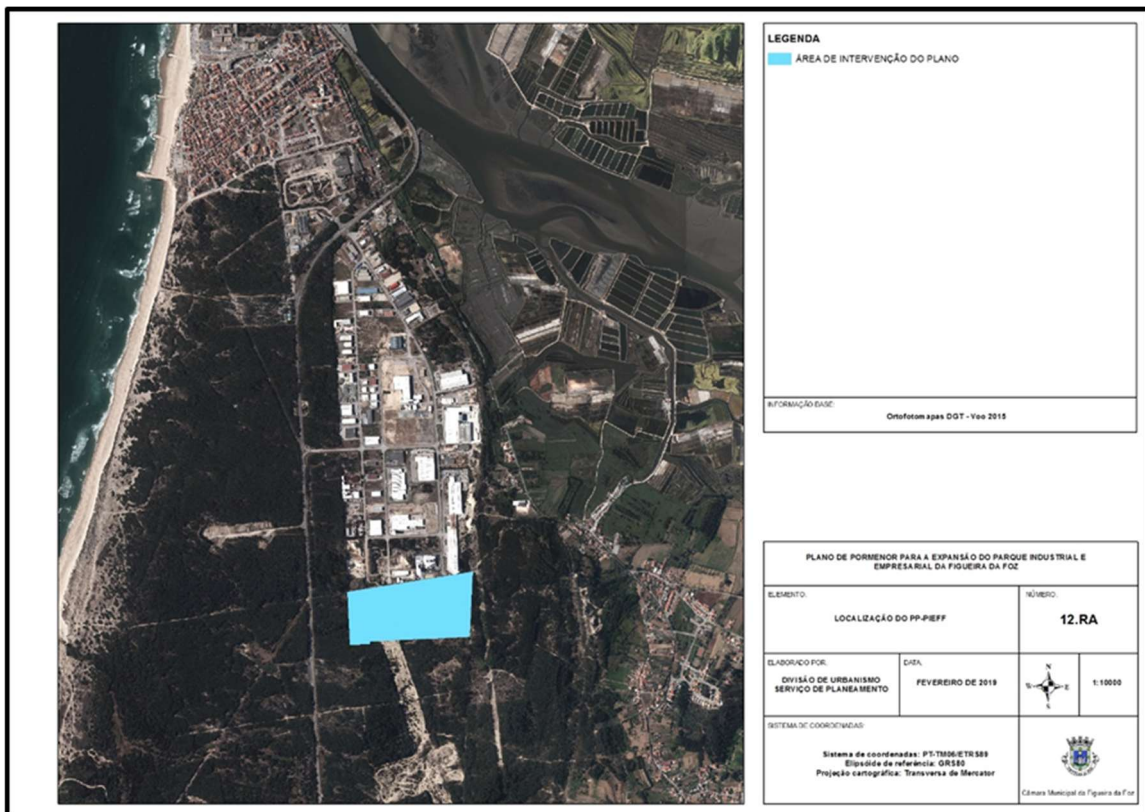 LEGENDA
ÁREA DE INTERVENÇÃO DO PLANO
INFORMAÇÃO BASE:
Ortofotomapas DGT - Voo 2015
PLANO DE PORMENOR PARA A EXPANSÃO DO PARQUE INDUSTRIAL E
EMPRESARIAL DA FIGUEIRA DA FOZ
ELEMENTO:
LOCALIZAÇÃO DO PP-PIEFF
NÚMERO:
12.RA
ELABORADO POR:
DIVISÃO DE URBANISMO
SERVIÇO DE PLANEAMENTO
DATA:
FEVEREIRO DE 2019
N
W
E
S
1:10000
SISTEMA DE COORDENADAS:
Sistema de coordenadas: PT-TM06/ETRS89
Elipsóide de referência: GRS80
Projeção cartográfica: Transversa de Mercator
Câmara Municipal da Figueira da Foz